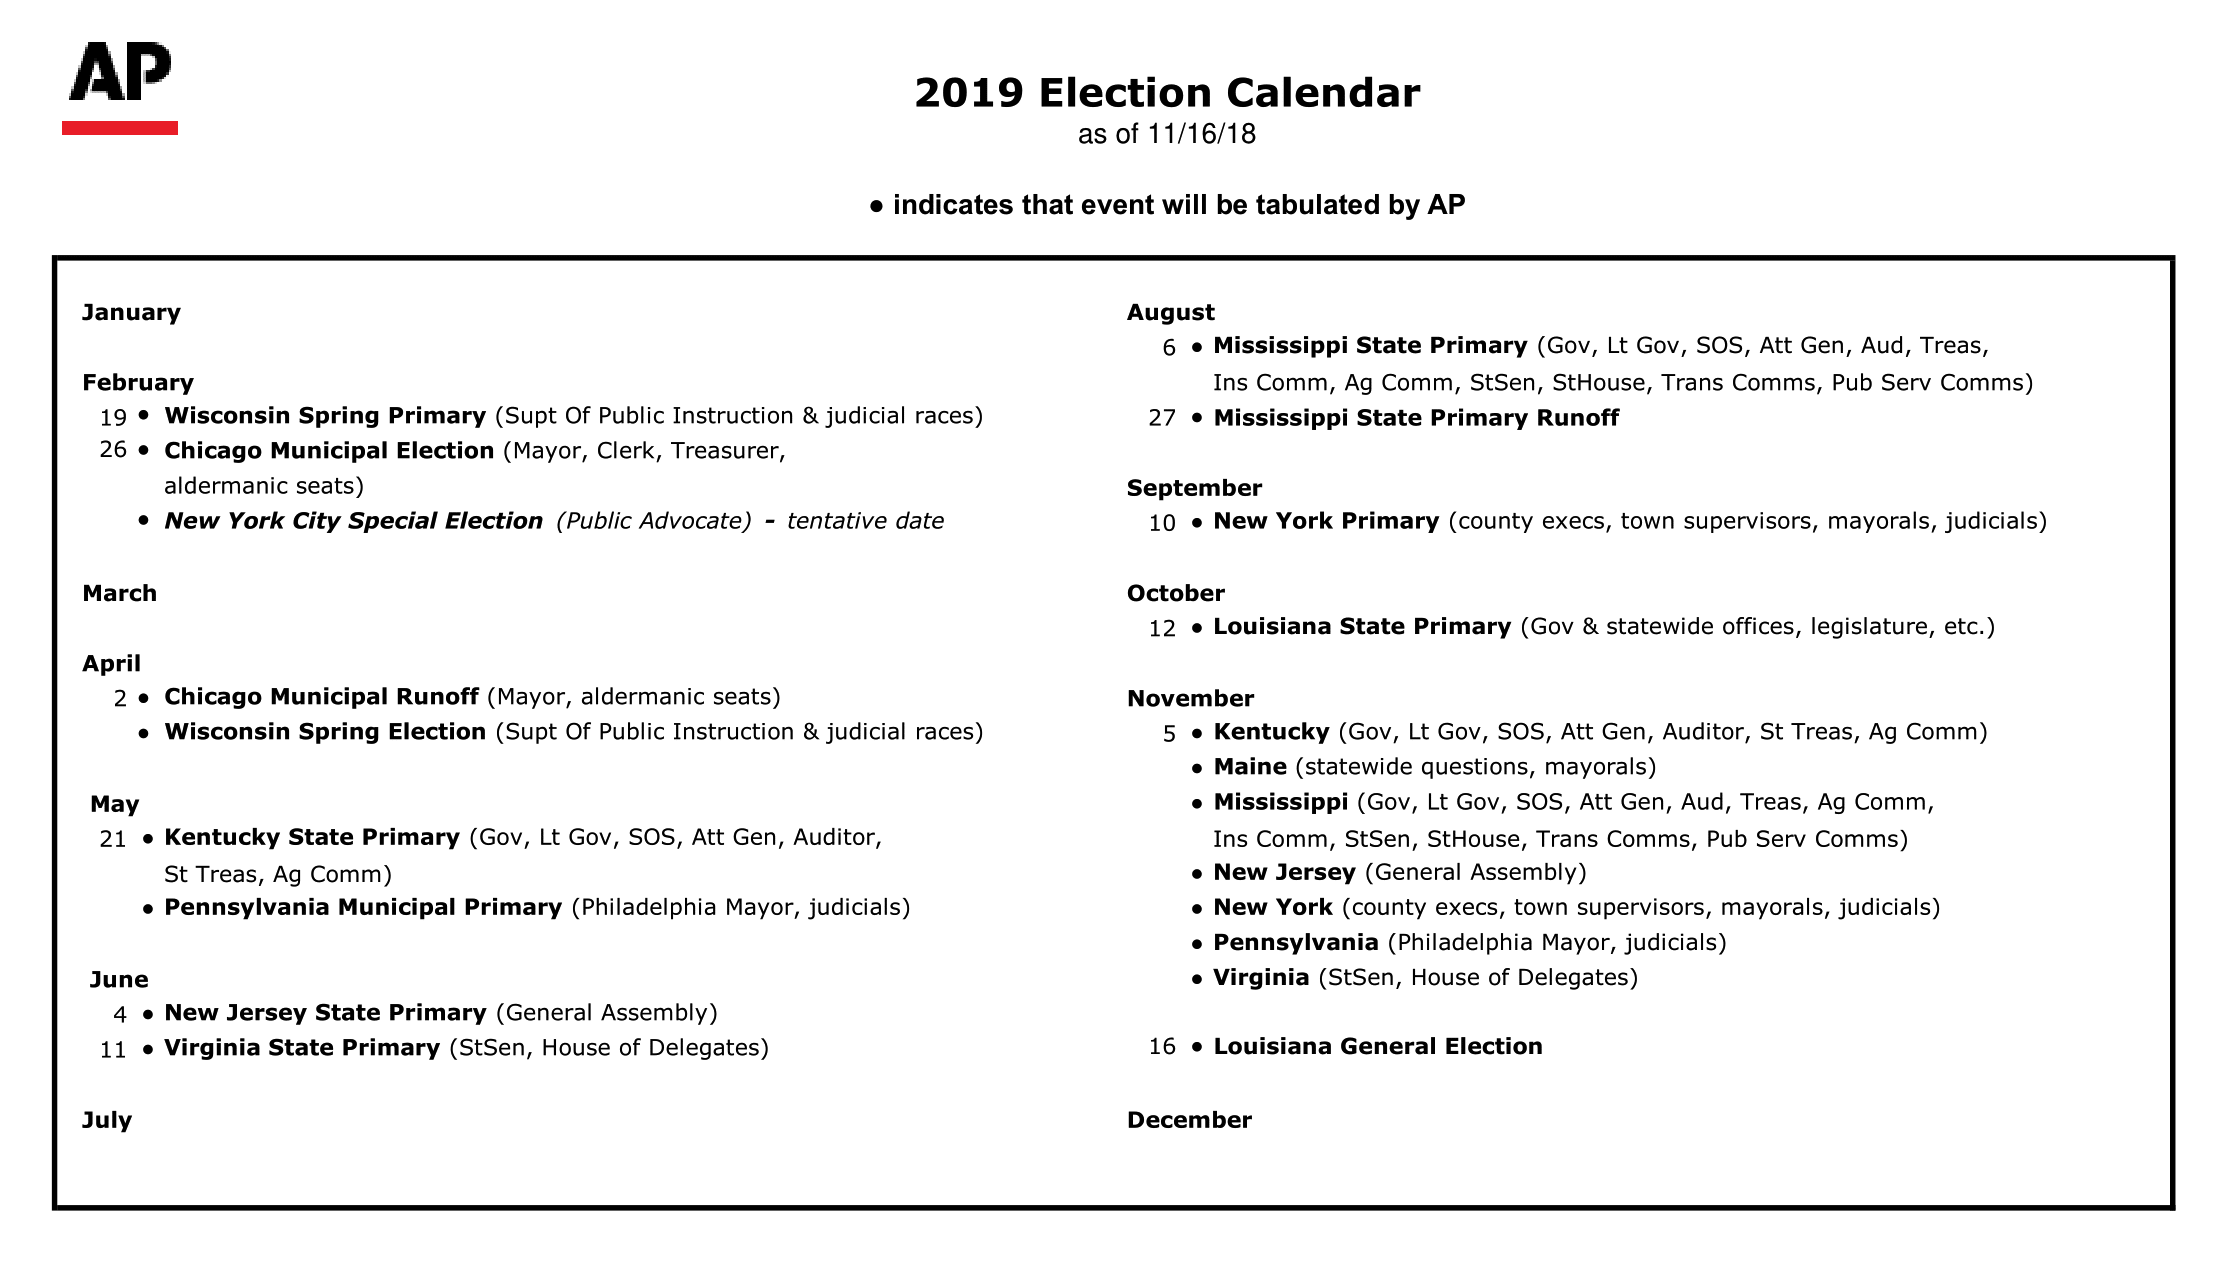 AP
2019 Election Calendar
as of 11/16/18
● indicates that event will be tabulated by AP
January
February
19 ● Wisconsin Spring Primary (Supt Of Public Instruction & judicial races)
26 ● Chicago Municipal Election (Mayor, Clerk, Treasurer,
aldermanic seats)
● New York City Special Election (Public Advocate) - tentative date
March
April
2 ● Chicago Municipal Runoff (Mayor, aldermanic seats)
● Wisconsin Spring Election (Supt Of Public Instruction & judicial races)
May
21 ● Kentucky State Primary (Gov, Lt Gov, SOS, Att Gen, Auditor,
St Treas, Ag Comm)
● Pennsylvania Municipal Primary (Philadelphia Mayor, judicials)
June
4 ● New Jersey State Primary (General Assembly)
11 ● Virginia State Primary (StSen, House of Delegates)
July
August
6 ● Mississippi State Primary (Gov, Lt Gov, SOS, Att Gen, Aud, Treas,
Ins Comm, Ag Comm, StSen, StHouse, Trans Comms, Pub Serv Comms)
27 ● Mississippi State Primary Runoff
September
10 ● New York Primary (county execs, town supervisors, mayorals, judicials)
October
12 ● Louisiana State Primary (Gov & statewide offices, legislature, etc.)
November
5 ● Kentucky (Gov, Lt Gov, SOS, Att Gen, Auditor, St Treas, Ag Comm)
● Maine (statewide questions, mayorals)
● Mississippi (Gov, Lt Gov, SOS, Att Gen, Aud, Treas, Ag Comm,
Ins Comm, StSen, StHouse, Trans Comms, Pub Serv Comms)
● New Jersey (General Assembly)
● New York (county execs, town supervisors, mayorals, judicials)
● Pennsylvania (Philadelphia Mayor, judicials)
● Virginia (StSen, House of Delegates)
16 ● Louisiana General Election
December